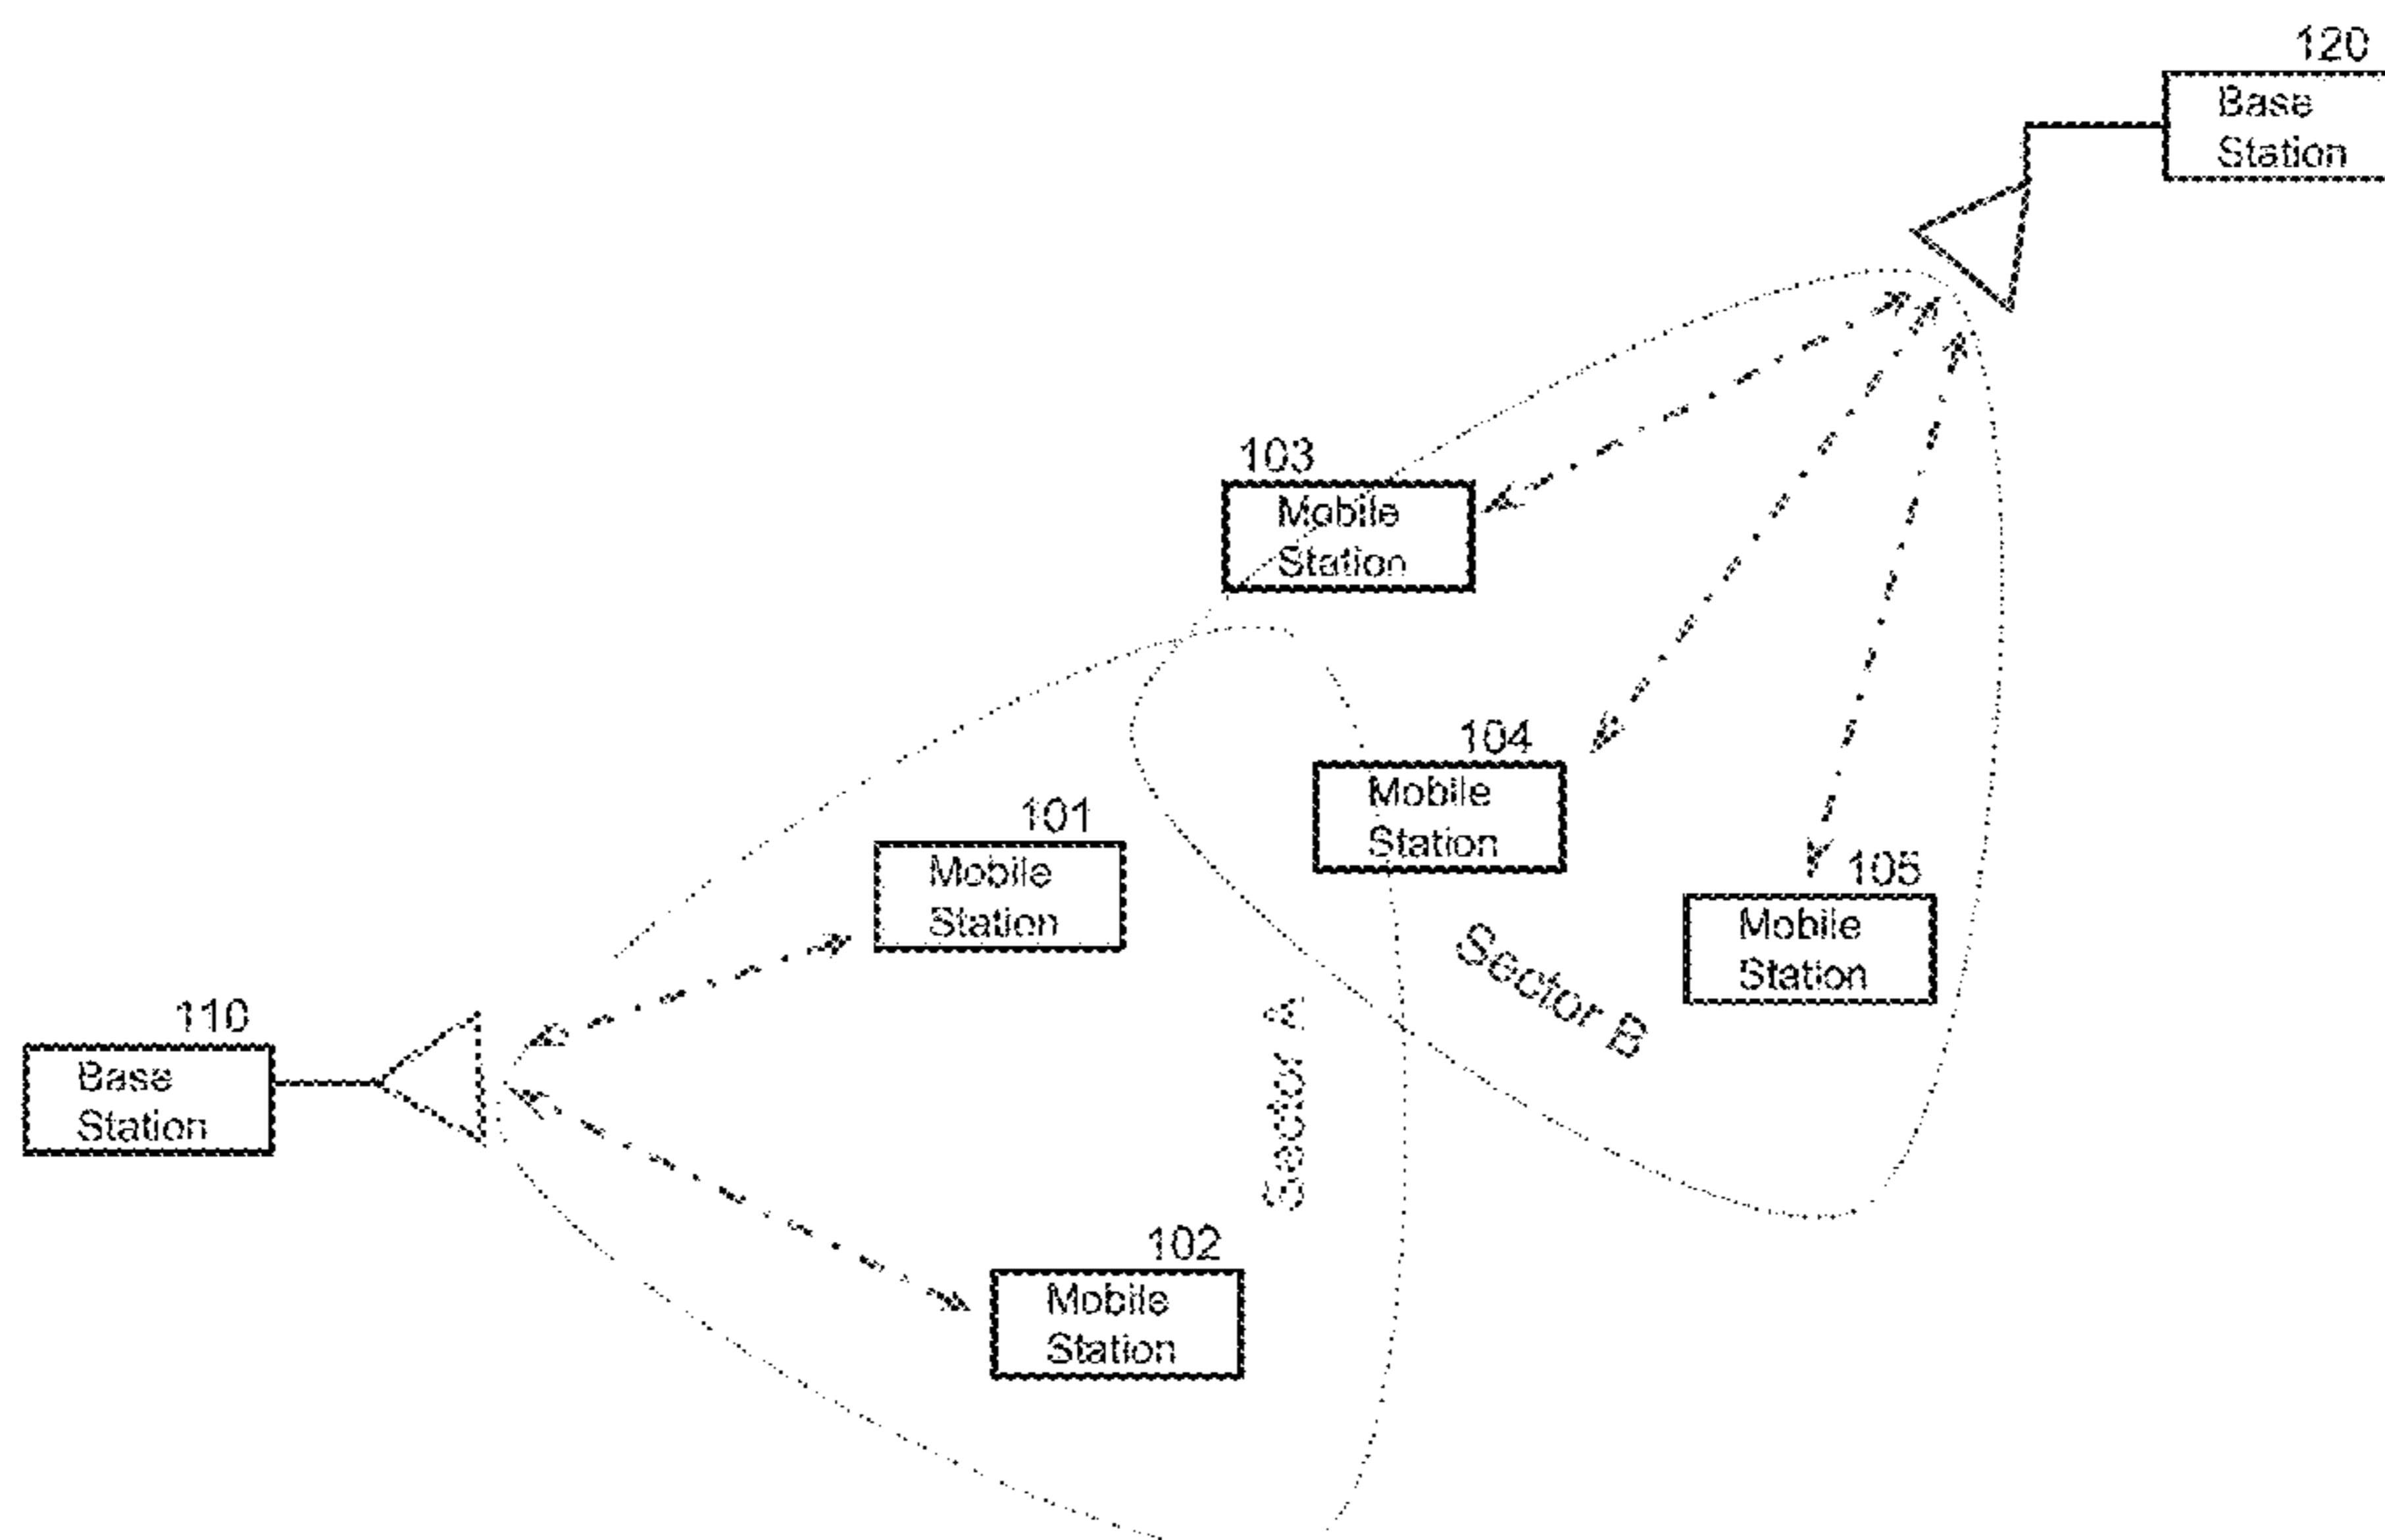 120
Base
Station
103
Mobile
Station
104
Mobile
Station
101
Mobile
Station
105
Mobile
Station
Sector B
Sector A
110
Base
Station
102
Mobile
Station